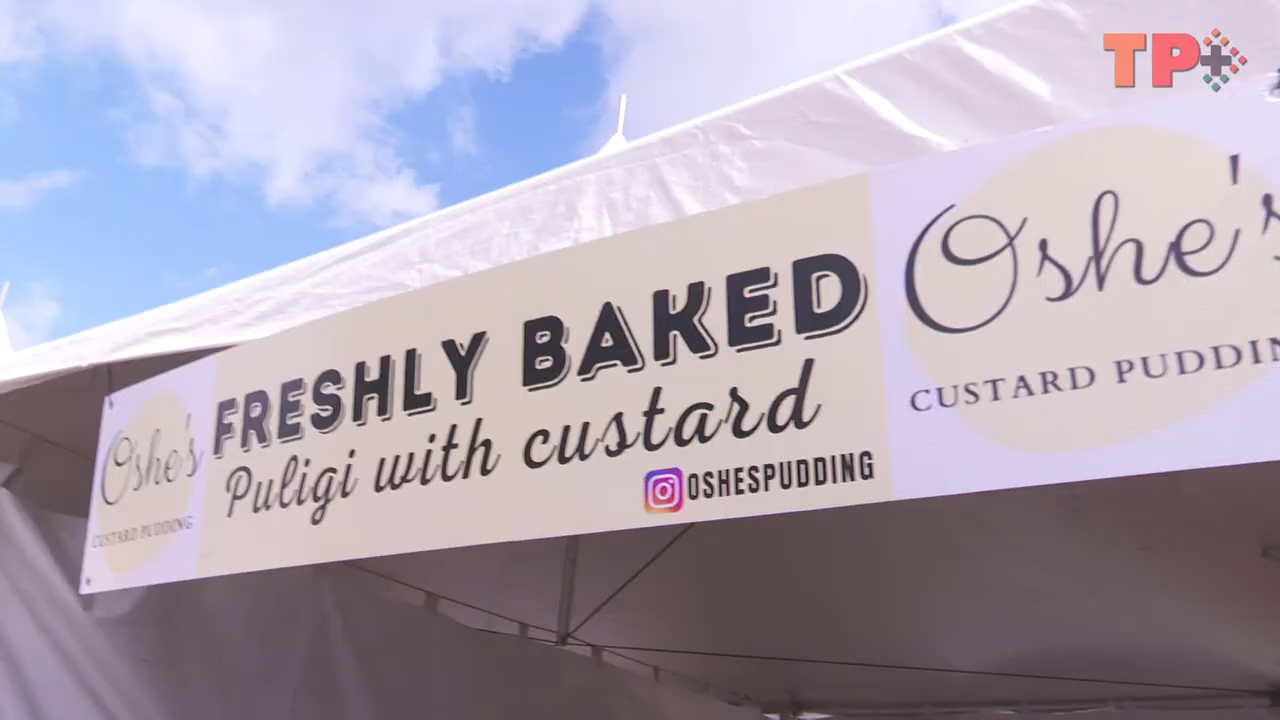 TP+
Oshe's
CUSTARD PUDDING
FRESHLY BAKED
Puligi with custard
OSHESPUDDING
Oshe's
CUSTARD PUDDIN